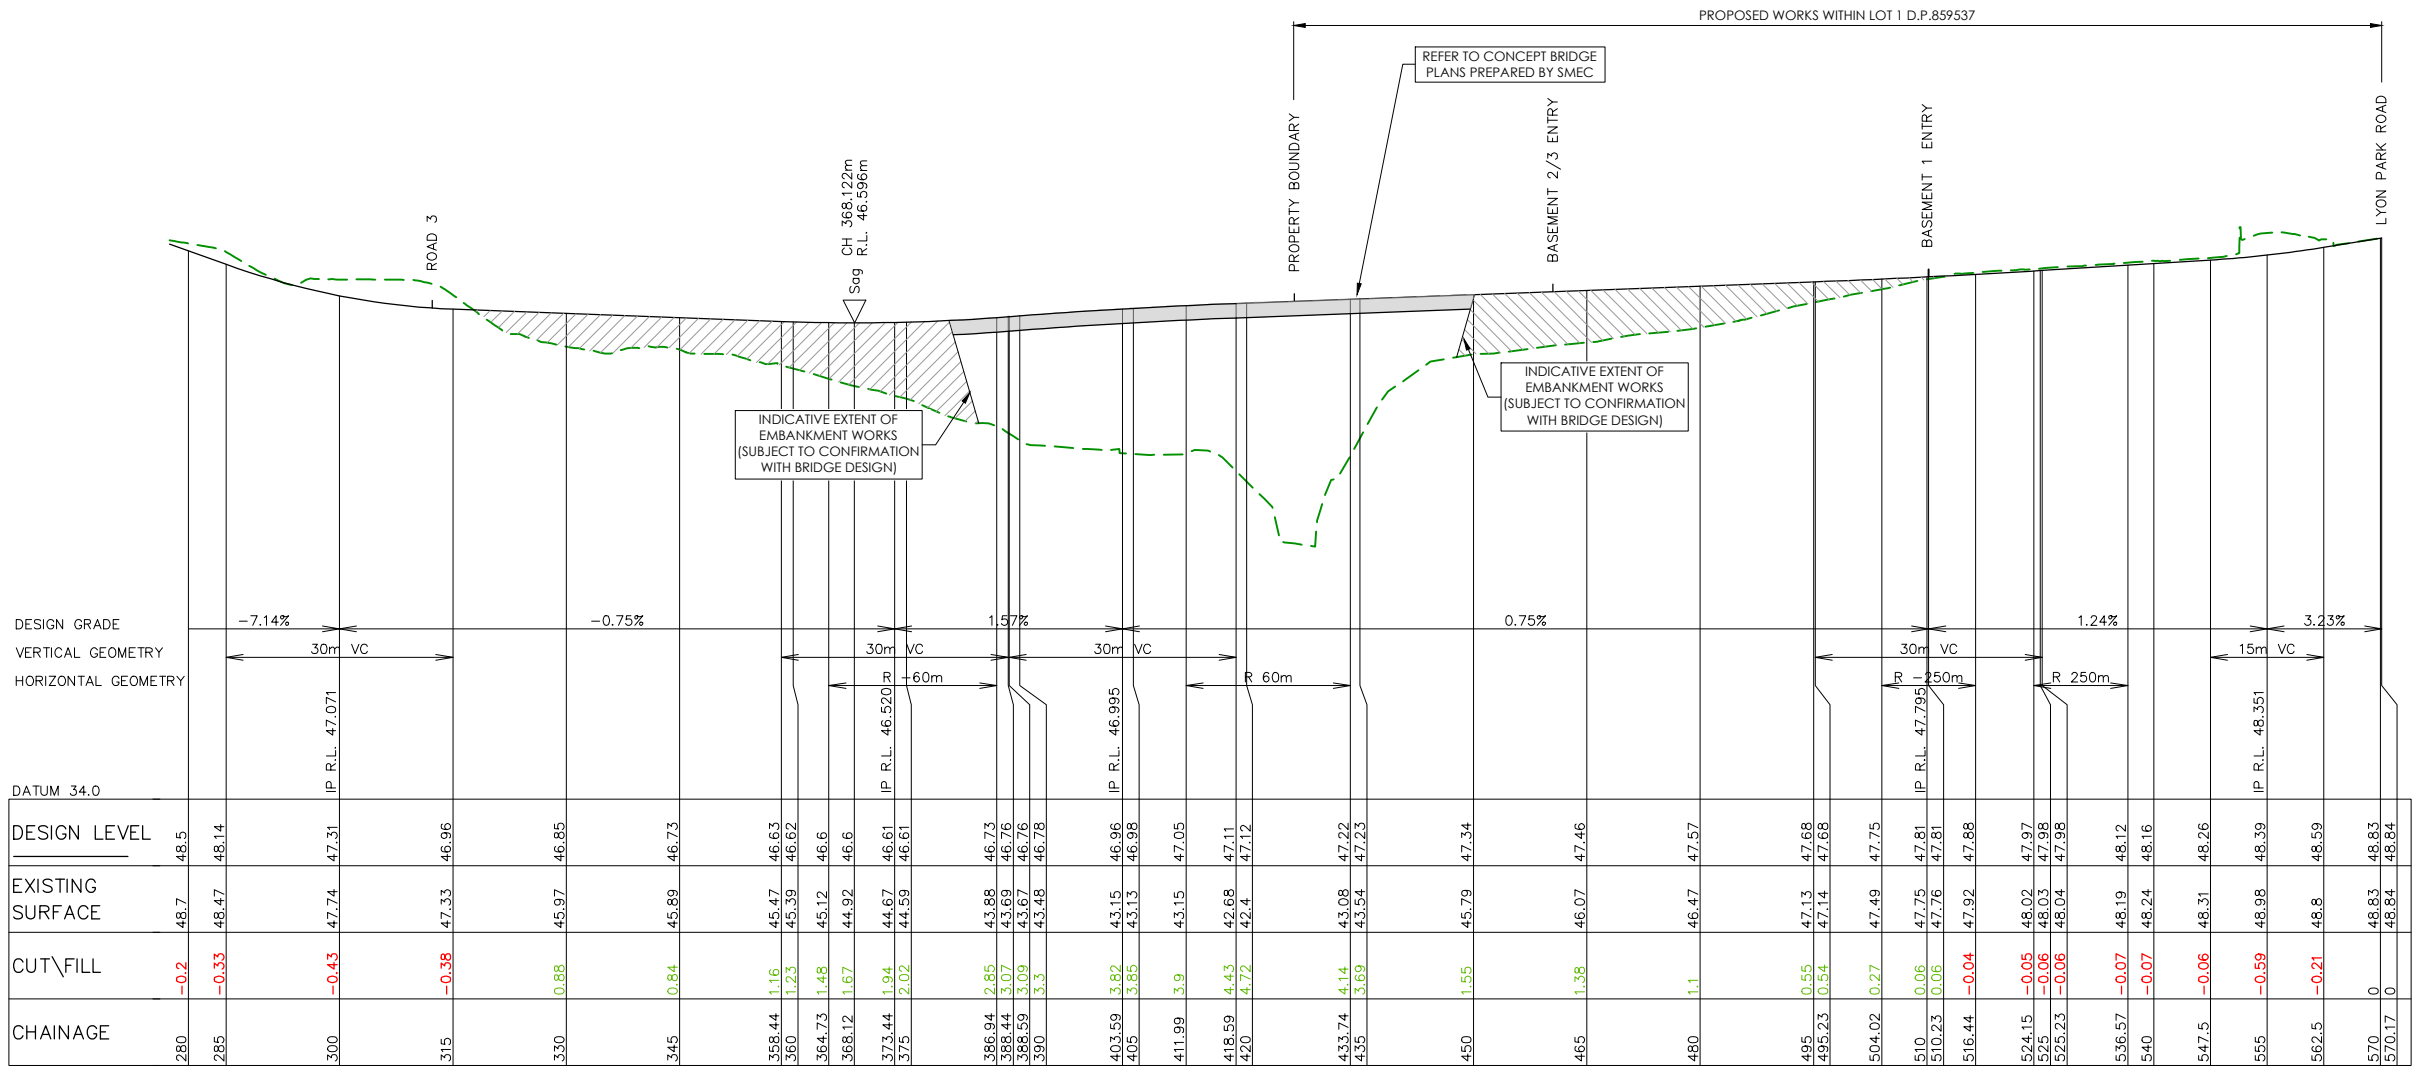 PROPOSED WORKS WITHIN LOT 1 D.P.859537
REFER TO CONCEPT BRIDGE
PLANS PREPARED BY SMEC
ROAD 3
Sag
CH 368.122m
R.L. 46.596m
PROPERTY BOUNDARY
BASEMENT 2/3 ENTRY
BASEMENT 1 ENTRY
LYON PARK ROAD
INDICATIVE EXTENT OF
EMBANKMENT WORKS
(SUBJECT TO CONFIRMATION
WITH BRIDGE DESIGN)
INDICATIVE EXTENT OF
EMBANKMENT WORKS
(SUBJECT TO CONFIRMATION
WITH BRIDGE DESIGN)
DESIGN GRADE -7.14% -0.75% 1.57% 0.75% 1.24% 3.23%
VERTICAL GEOMETRY 30m VC 30m VC 30m VC 30m VC 15m VC
HORIZONTAL GEOMETRY R -60m R 60m R -250m R 250m
IP R.L. 47.071
IP R.L. 46.520
IP R.L. 46.995
IP R.L. 47.795
IP R.L. 48.351
DATUM 34.0
DESIGN LEVEL 48.5 48.14 47.31 46.96 46.85 46.73 46.63 46.62 46.6 46.6 46.61 46.61 46.73 46.76 46.76 46.78 46.96 46.98 47.05 47.11 47.12 47.22 47.23 47.34 47.46 47.57 47.68 47.68 47.75 47.81 47.81 47.88 47.97 47.98 47.98 48.12 48.16 48.26 48.39 48.59 48.83 48.84
EXISTING
SURFACE 48.7 48.47 47.74 47.33 45.97 45.89 45.47 45.39 45.12 44.92 44.67 44.59 43.88 43.69 43.67 43.48 43.15 43.13 43.15 42.68 42.4 43.08 43.54 45.79 46.07 46.47 47.13 47.14 47.49 47.75 47.76 47.92 48.02 48.03 48.04 48.19 48.24 48.31 48.98 48.8 48.83 48.84
CUT\FILL -0.2 -0.33 -0.43 -0.38 0.88 0.84 1.16 1.23 1.48 1.67 1.94 2.02 2.85 3.07 3.09 3.3 3.82 3.85 3.9 4.43 4.72 4.14 3.69 1.55 1.38 1.1 0.55 0.54 0.27 0.06 0.06 -0.04 -0.05 -0.06 -0.06 -0.07 -0.07 -0.06 -0.59 -0.21 0 0
CHAINAGE 280 285 300 315 330 345 358.44 360 364.73 368.12 373.44 375 386.94 388.44 388.59 390 403.59 405 411.99 418.59 420 433.74 435 450 465 480 495 495.23 504.02 510 510.23 516.44 524.15 525 525.23 536.57 540 547.5 555 562.5 570 570.17